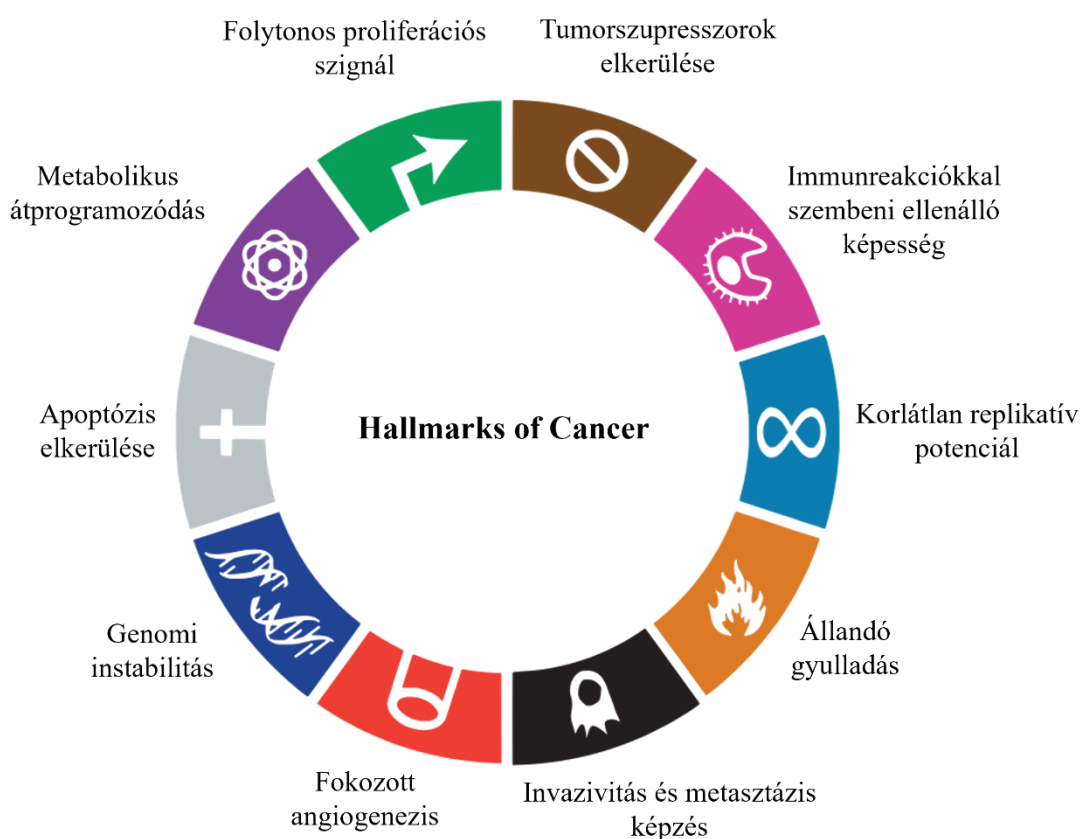 Folytonos proliferációs
szignál
Tumorszupresszorok
elkerülése
Metabolikus
átprogramozódás
Immunreakciókkal
szembeni ellenálló
képesség
Apoptózis
elkerülése
Hallmarks of Cancer
Korlátlan replikatív
potenciál
Genomi
instabilitás
Állandó
gyulladás
Fokozott
angiogenezis
Invazivitás és metasztázis
képzés